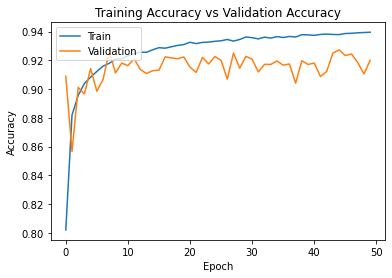 Training Accuracy vs Validation Accuracy
Train
Validation
0.94
0.92
0.90
0.88
0.86
0.84
0.82
0.80
Accuracy
0 10 20 30 40 50
Epoch